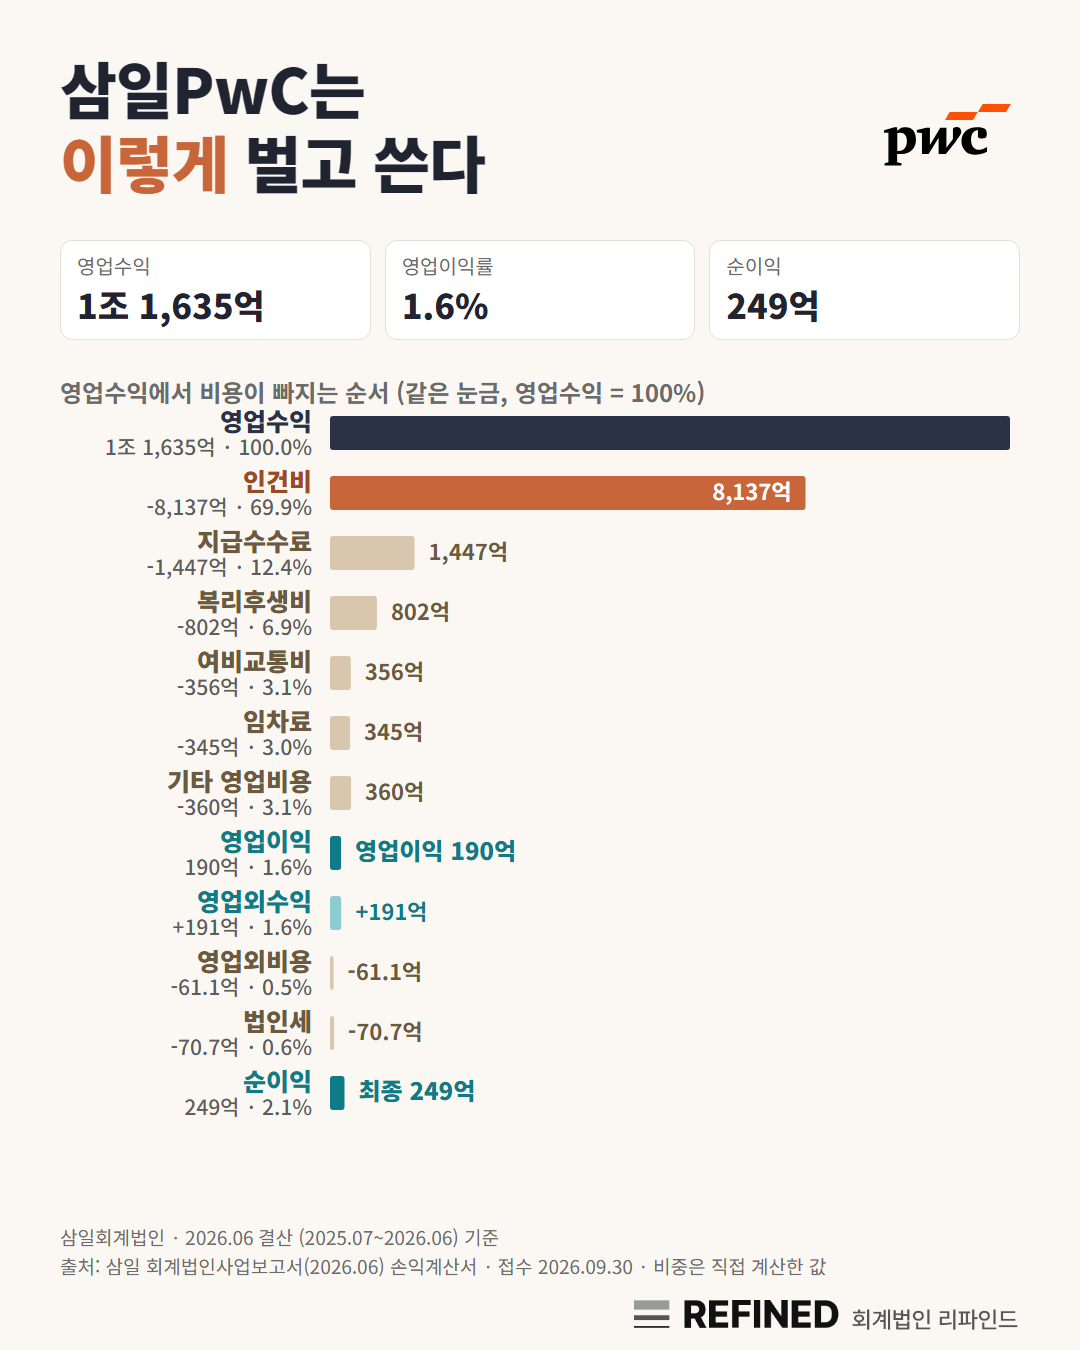 삼일PwC는
이렇게 벌고 쓴다
pwc
영업수익
1조 1,635억
영업이익률
1.6%
순이익
249억
영업수익에서 비용이 빠지는 순서 (같은 눈금, 영업수익 = 100%)
영업수익
1조 1,635억 · 100.0%
인건비
-8,137억 · 69.9%
8,137억
지급수수료
-1,447억 · 12.4%
1,447억
복리후생비
-802억 · 6.9%
802억
여비교통비
-356억 · 3.1%
356억
임차료
-345억 · 3.0%
345억
기타 영업비용
-360억 · 3.1%
360억
영업이익
190억 · 1.6%
영업이익 190억
영업외수익
+191억 · 1.6%
+191억
영업외비용
-61.1억 · 0.5%
-61.1억
법인세
-70.7억 · 0.6%
-70.7억
순이익
249억 · 2.1%
최종 249억
삼일회계법인 · 2026.06 결산 (2025.07~2026.06) 기준
출처: 삼일 회계법인사업보고서(2026.06) 손익계산서 · 접수 2026.09.30 · 비중은 직접 계산한 값
REFINED 회계법인 리파인드